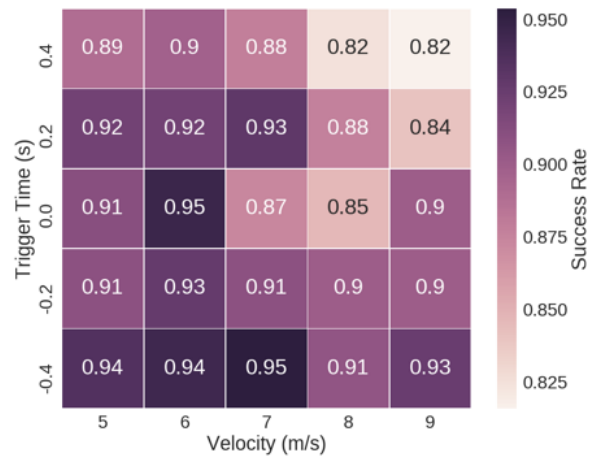 0.4 0.89 0.9 0.88 0.82 0.82
0.2 0.92 0.92 0.93 0.88 0.84
0.0 0.91 0.95 0.87 0.85 0.9
-0.2 0.91 0.93 0.91 0.9 0.9
-0.4 0.94 0.94 0.95 0.91 0.93
5 6 7 8 9
Velocity (m/s)
Trigger Time (s)
0.950
0.925
0.900
0.875
0.850
0.825
Success Rate